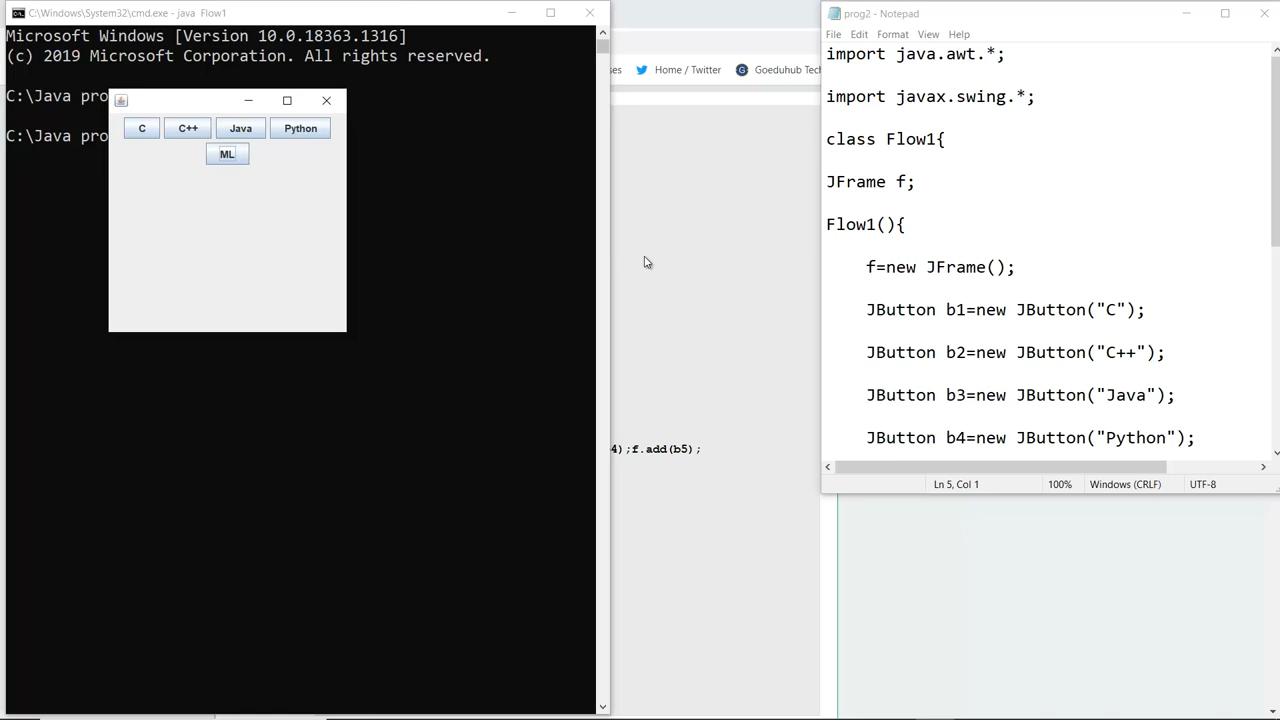 C:\Windows\System32\cmd.exe - java Flow1
Microsoft Windows [Version 10.0.18363.1316]
(c) 2019 Microsoft Corporation. All rights reserved.
C:\Java pro
C:\Java pro
C C++ Java Python
ML
ses Home / Twitter Goeduhub Tech
4);f.add(b5);
prog2 - Notepad
File Edit Format View Help
import java.awt.*;
import javax.swing.*;
class Flow1{
JFrame f;
Flow1(){
f=new JFrame();
JButton b1=new JButton("C");
JButton b2=new JButton("C++");
JButton b3=new JButton("Java");
JButton b4=new JButton("Python");
Ln 5, Col 1 100% Windows (CRLF) UTF-8